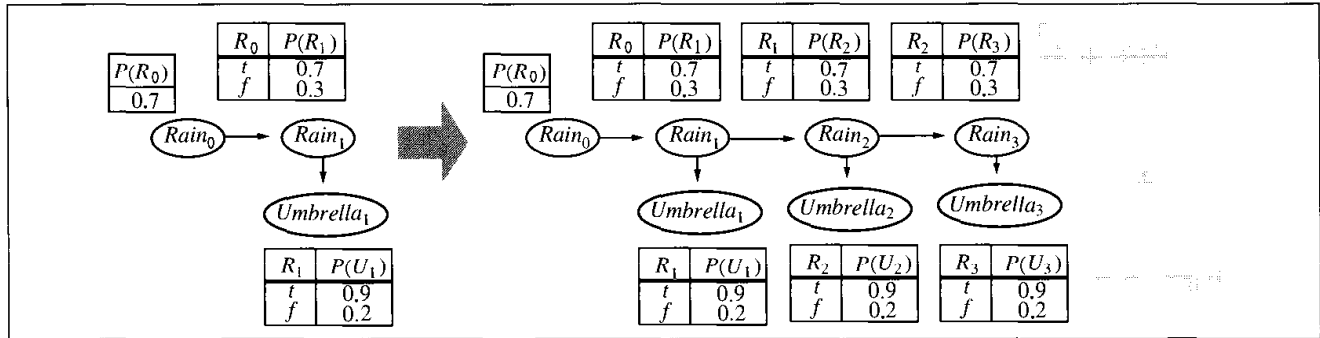 R0 P(R1)
t 0.7
f 0.3
P(R0)
0.7
Rain0
Rain1
Umbrella1
R1 P(U1)
t 0.9
f 0.2
R0 P(R1)
t 0.7
f 0.3
R1 P(R2)
t 0.7
f 0.3
R2 P(R3)
t 0.7
f 0.3
P(R0)
0.7
Rain0
Rain1
Rain2
Rain3
Umbrella1
Umbrella2
Umbrella3
R1 P(U1)
t 0.9
f 0.2
R2 P(U2)
t 0.9
f 0.2
R3 P(U3)
t 0.9
f 0.2